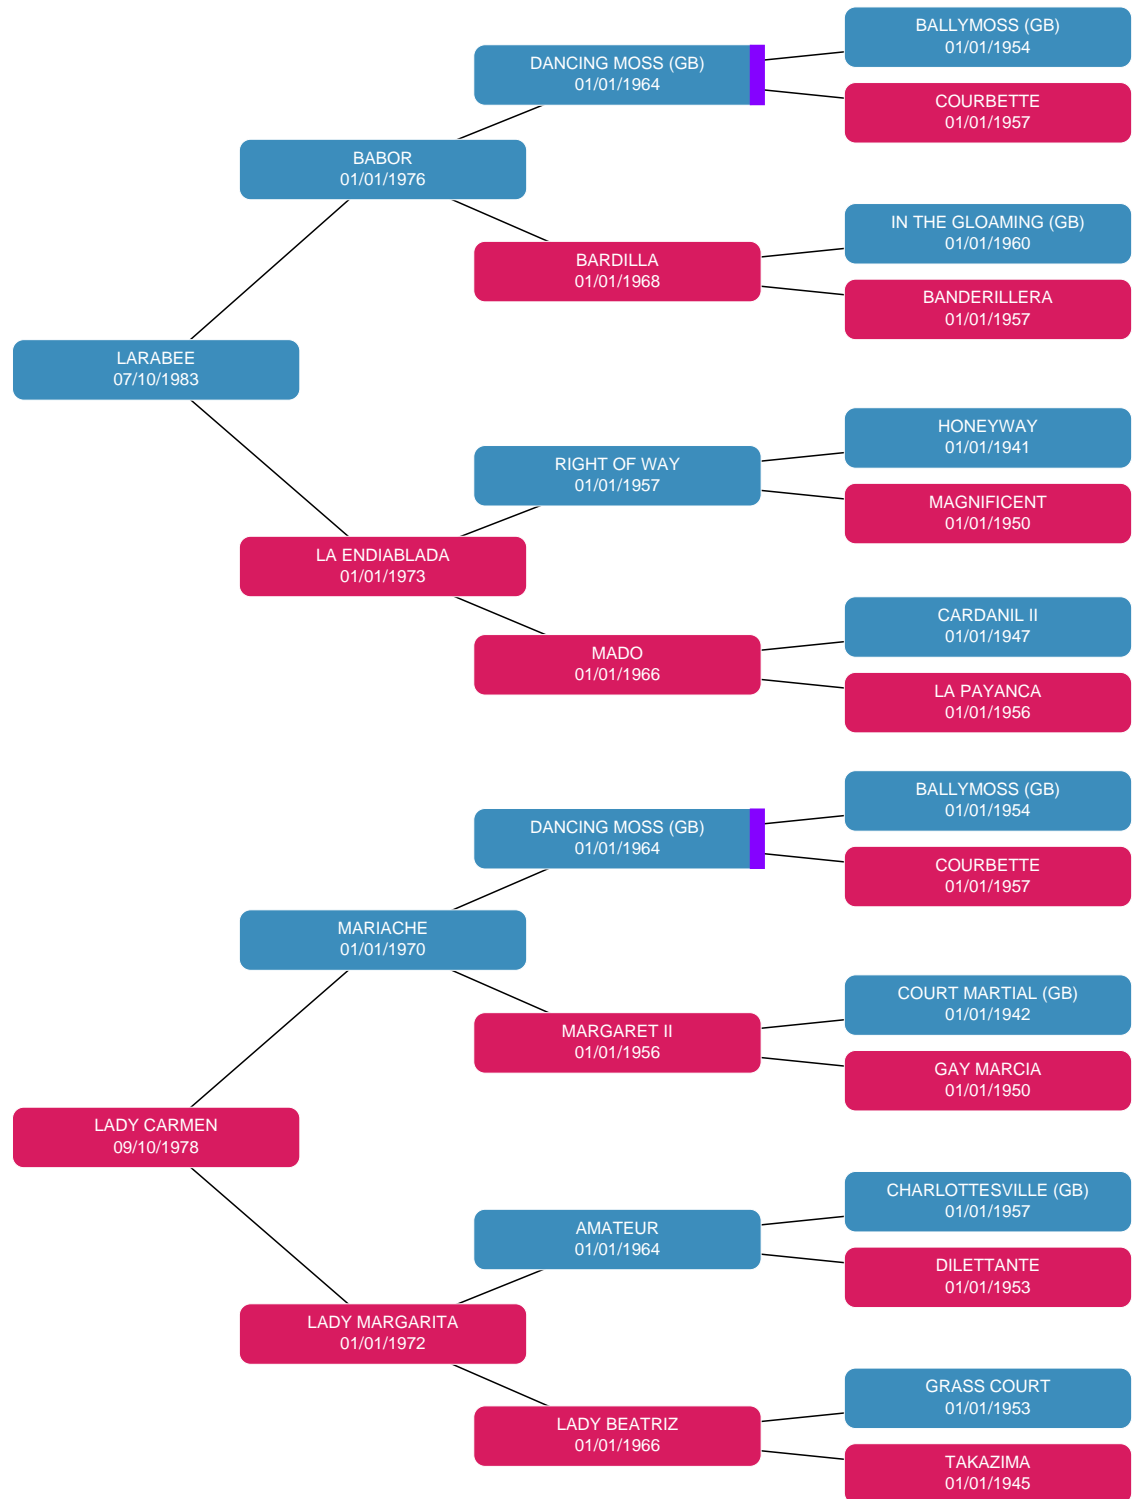 BALLYMOSS (GB)
01/01/1954
DANCING MOSS (GB)
01/01/1964
COURBETTE
01/01/1957
BABOR
01/01/1976
IN THE GLOAMING (GB)
01/01/1960
BARDILLA
01/01/1968
BANDERILLERA
01/01/1957
LARABEE
07/10/1983
HONEYWAY
01/01/1941
RIGHT OF WAY
01/01/1957
MAGNIFICENT
01/01/1950
LA ENDIABLADA
01/01/1973
CARDANIL II
01/01/1947
MADO
01/01/1966
LA PAYANCA
01/01/1956
BALLYMOSS (GB)
01/01/1954
DANCING MOSS (GB)
01/01/1964
COURBETTE
01/01/1957
MARIACHE
01/01/1970
COURT MARTIAL (GB)
01/01/1942
MARGARET II
01/01/1956
GAY MARCIA
01/01/1950
LADY CARMEN
09/10/1978
CHARLOTTESVILLE (GB)
01/01/1957
AMATEUR
01/01/1964
DILETTANTE
01/01/1953
LADY MARGARITA
01/01/1972
GRASS COURT
01/01/1953
LADY BEATRIZ
01/01/1966
TAKAZIMA
01/01/1945